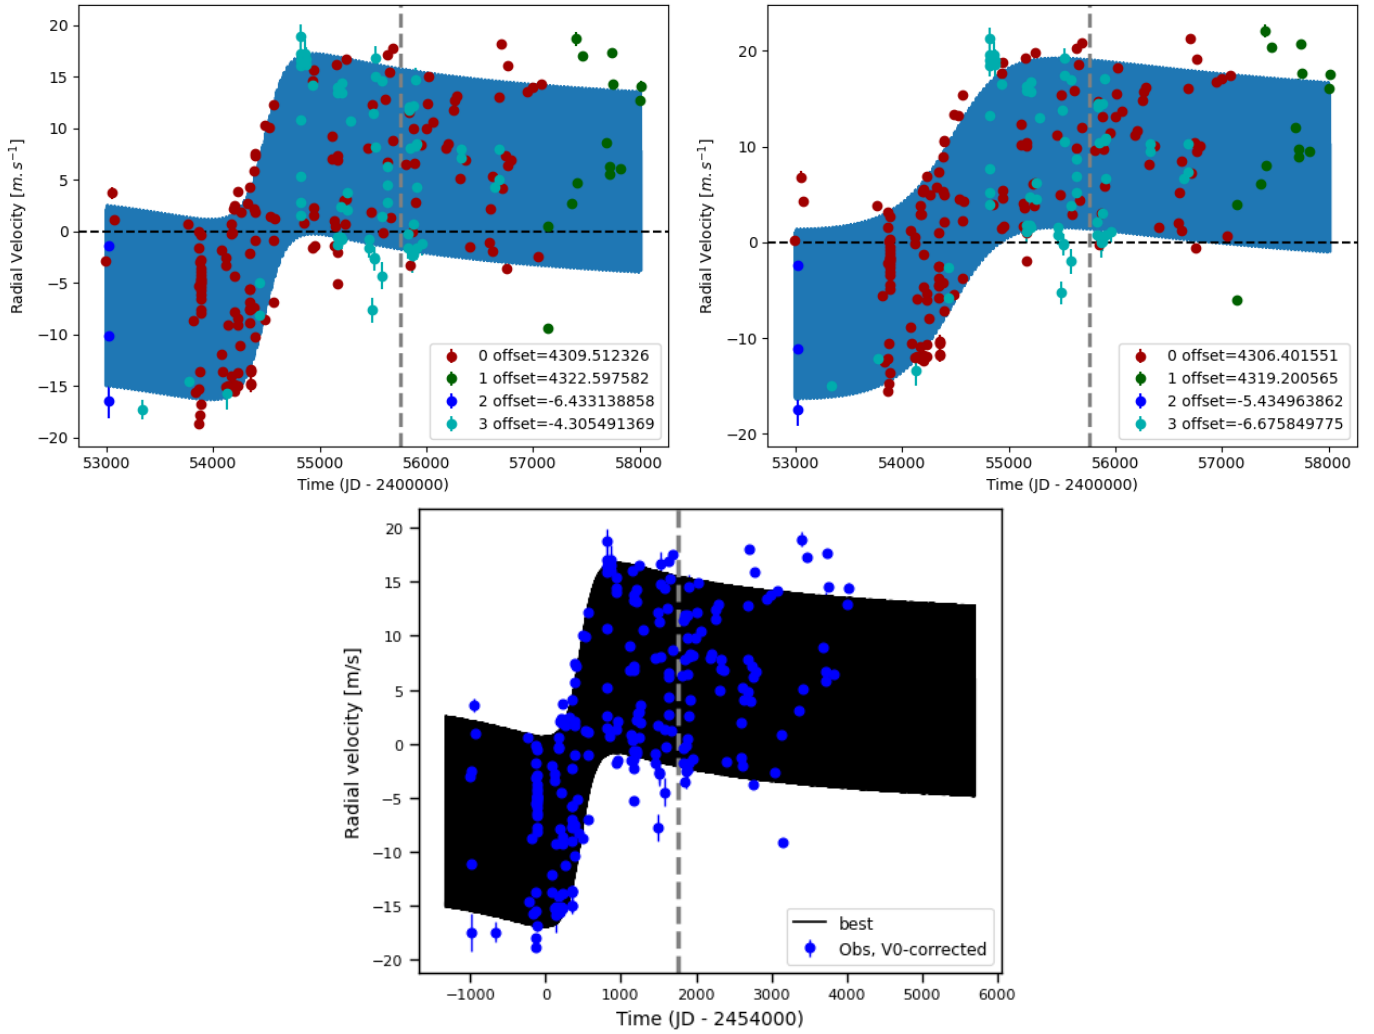 20
15
10
5
0
−5
−10
−15
−20
Radial Velocity [m. s⁻¹]
0 offset=4309.512326
1 offset=4322.597582
2 offset=-6.433138858
3 offset=-4.305491369
53000 54000 55000 56000 57000 58000
Time (JD - 2400000)
20
10
0
−10
−20
Radial Velocity [m. s⁻¹]
0 offset=4306.401551
1 offset=4319.200565
2 offset=-5.434963862
3 offset=-6.675849775
53000 54000 55000 56000 57000 58000
Time (JD - 2400000)
20
15
10
5
0
−5
−10
−15
−20
Radial velocity [m/s]
best
Obs, V0-corrected
−1000 0 1000 2000 3000 4000 5000 6000
Time (JD - 2454000)